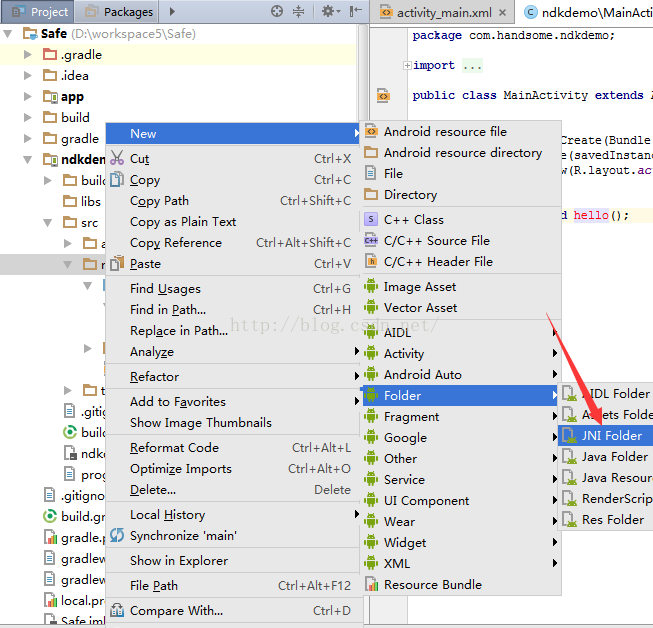 Project
Packages
activity_main.xml
ndkdemo\MainActi
Safe (D:\workspace5\Safe)
.gradle
.idea
app
build
gradle
ndkden
build
libs
src
.gitig
build
ndkd
prog
.gitigno
build.gr
gradle.p
gradlew
gradlew
local.pr
Safe.iml
package com.handsome.ndkdemo;
import ...
public class MainActivity extends A
Create(Bundle
e(savedInstan
w(R.layout.ac
d hello();
New
Cut Ctrl+X
Copy Ctrl+C
Copy Path Ctrl+Shift+C
Copy as Plain Text
Copy Reference Ctrl+Alt+Shift+C
Paste Ctrl+V
Find Usages Ctrl+G
Find in Path... Ctrl+H
Replace in Path...
Analyze
Refactor
Add to Favorites
Show Image Thumbnails
Reformat Code Ctrl+Alt+L
Optimize Imports Ctrl+Alt+O
Delete... Delete
Local History
Synchronize 'main'
Show in Explorer
File Path Ctrl+Alt+F12
Compare With... Ctrl+D
Android resource file
Android resource directory
File
Directory
C++ Class
C/C++ Source File
C/C++ Header File
Image Asset
Vector Asset
AIDL
Activity
Android Auto
Folder
Fragment
Google
Other
Service
UI Component
Wear
Widget
XML
Resource Bundle
AIDL Folder
Assets Folde
JNI Folder
Java Folder
Java Resour
RenderScrip
Res Folder
http://blog.csdn.net/